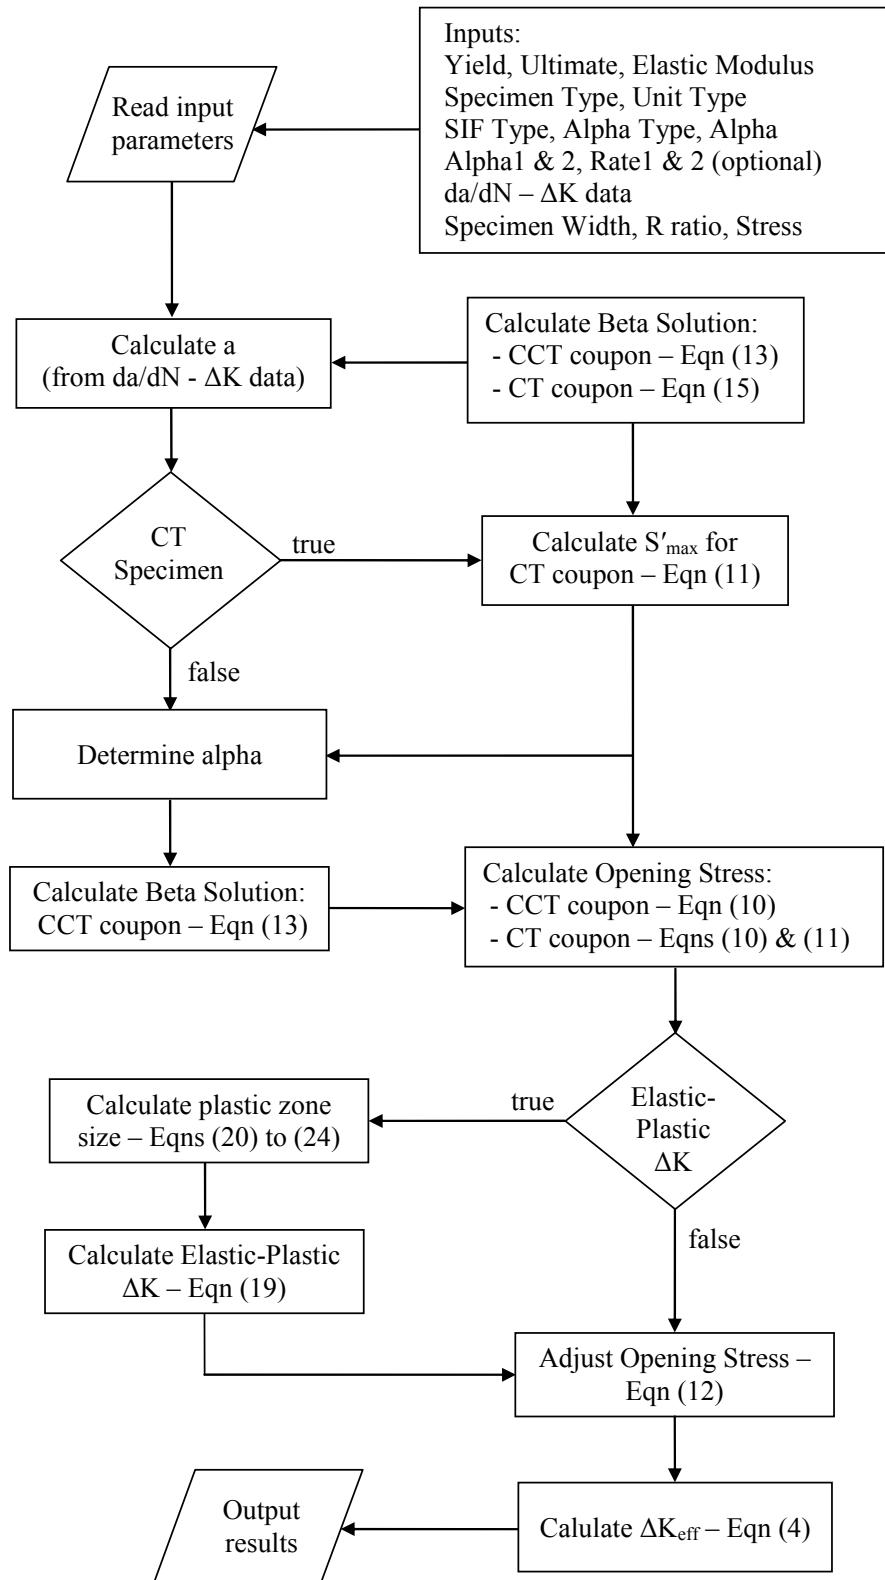 Inputs:
Yield, Ultimate, Elastic Modulus
Specimen Type, Unit Type
SIF Type, Alpha Type, Alpha
Alpha1 & 2, Rate1 & 2 (optional)
da/dN – ΔK data
Specimen Width, R ratio, Stress
Read input
parameters
Calculate a
(from da/dN - ΔK data)
Calculate Beta Solution:
- CCT coupon – Eqn (13)
- CT coupon – Eqn (15)
CT
Specimen
true
Calculate S′max for
CT coupon – Eqn (11)
false
Determine alpha
Calculate Beta Solution:
CCT coupon – Eqn (13)
Calculate Opening Stress:
- CCT coupon – Eqn (10)
- CT coupon – Eqns (10) & (11)
Elastic-
Plastic
ΔK
true
Calculate plastic zone
size – Eqns (20) to (24)
Calculate Elastic-Plastic
ΔK – Eqn (19)
false
Adjust Opening Stress –
Eqn (12)
Calulate ΔKeff – Eqn (4)
Output
results